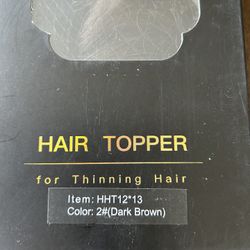 HAIR TOPPER
for Thinning Hair
Item: HHT12*13
Color: 2#(Dark Brown)